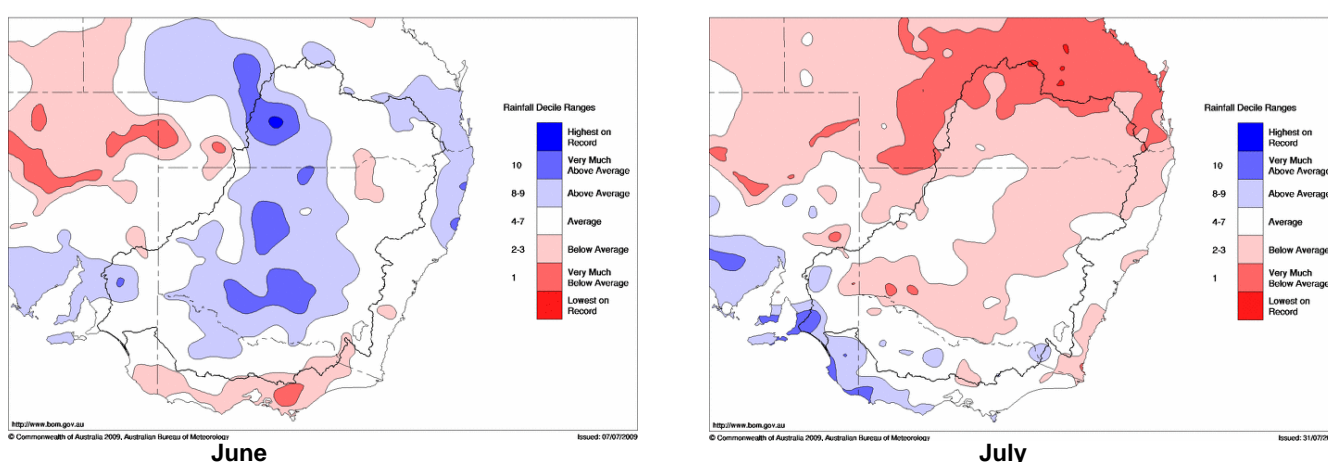 Rainfall Decile Ranges
Highest on
Record
10
Very Much
Above Average
8-9
Above Average
4-7
Average
2-3
Below Average
1
Very Much
Below Average
Lowest on
Record
http://www.bom.gov.au
© Commonwealth of Australia 2009, Australian Bureau of Meteorology
Issued: 07/07/2009
June
Rainfall Decile Ranges
Highest on
Record
10
Very Much
Above Average
8-9
Above Average
4-7
Average
2-3
Below Average
1
Very Much
Below Average
Lowest on
Record
http://www.bom.gov.au
© Commonwealth of Australia 2009, Australian Bureau of Meteorology
Issued: 31/07/20
July